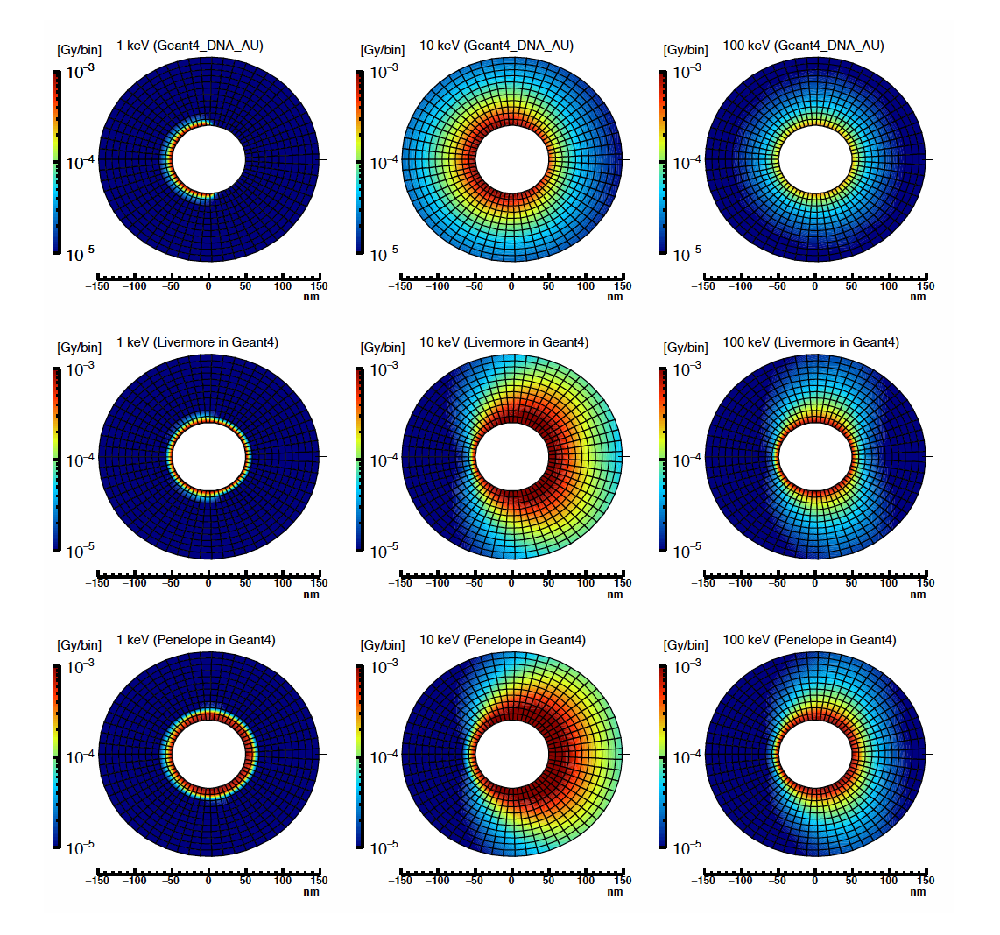 1 keV (Geant4_DNA_AU) 10 keV (Geant4_DNA_AU) 100 keV (Geant4_DNA_AU)
[Gy/bin] [Gy/bin] [Gy/bin]
10–3 10–3 10–3
10–4 10–4 10–4
10–5 10–5 10–5
–150 –100 –50 0 50 100 150 –150 –100 –50 0 50 100 150 –150 –100 –50 0 50 100 150
nm nm nm
1 keV (Livermore in Geant4) 10 keV (Livermore in Geant4) 100 keV (Livermore in Geant4)
[Gy/bin] [Gy/bin] [Gy/bin]
10–3 10–3 10–3
10–4 10–4 10–4
10–5 10–5 10–5
–150 –100 –50 0 50 100 150 –150 –100 –50 0 50 100 150 –150 –100 –50 0 50 100 150
nm nm nm
1 keV (Penelope in Geant4) 10 keV (Penelope in Geant4) 100 keV (Penelope in Geant4)
[Gy/bin] [Gy/bin] [Gy/bin]
10–3 10–3 10–3
10–4 10–4 10–4
10–5 10–5 10–5
–150 –100 –50 0 50 100 150 –150 –100 –50 0 50 100 150 –150 –100 –50 0 50 100 150
nm nm nm